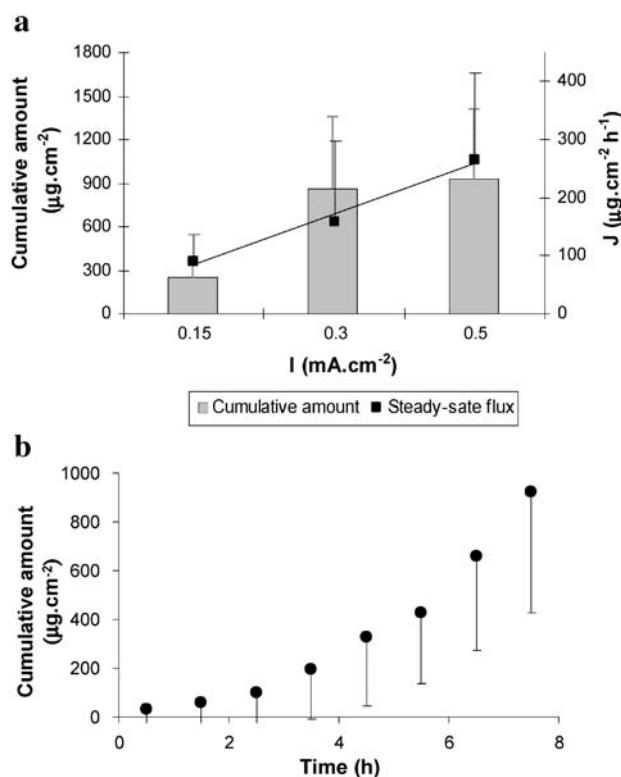 a
Cumulative amount
(µg.cm-2)
1800
1500
1200
900
600
300
0
400
300
200
100
0
J (µg.cm-2 h-1)
0.15 0.3 0.5
I (mA.cm-2)
Cumulative amount Steady-sate flux
b
Cumulative amount
(µg.cm-2)
1000
800
600
400
200
0
0 2 4 6 8
Time (h)